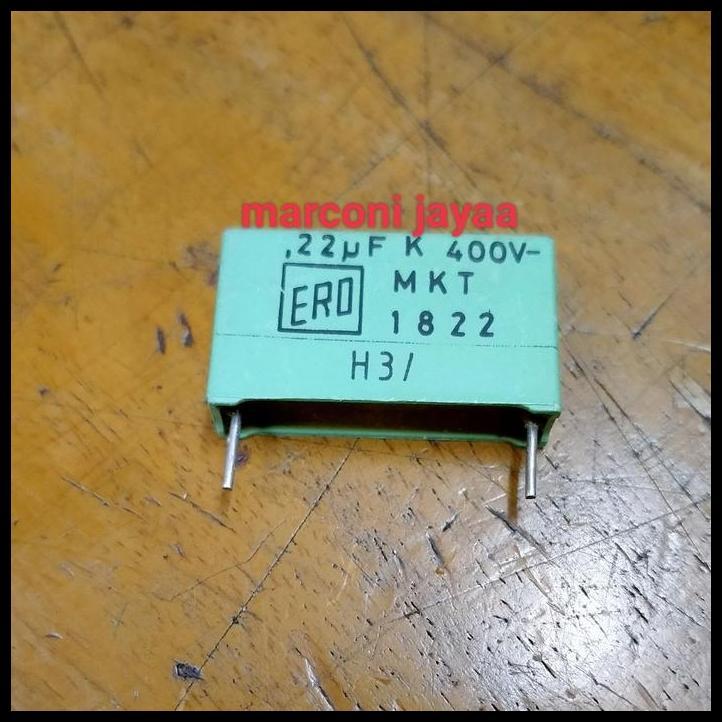 marconi jayaa
,22µF K 400V-
ERO
MKT
1822
H3/